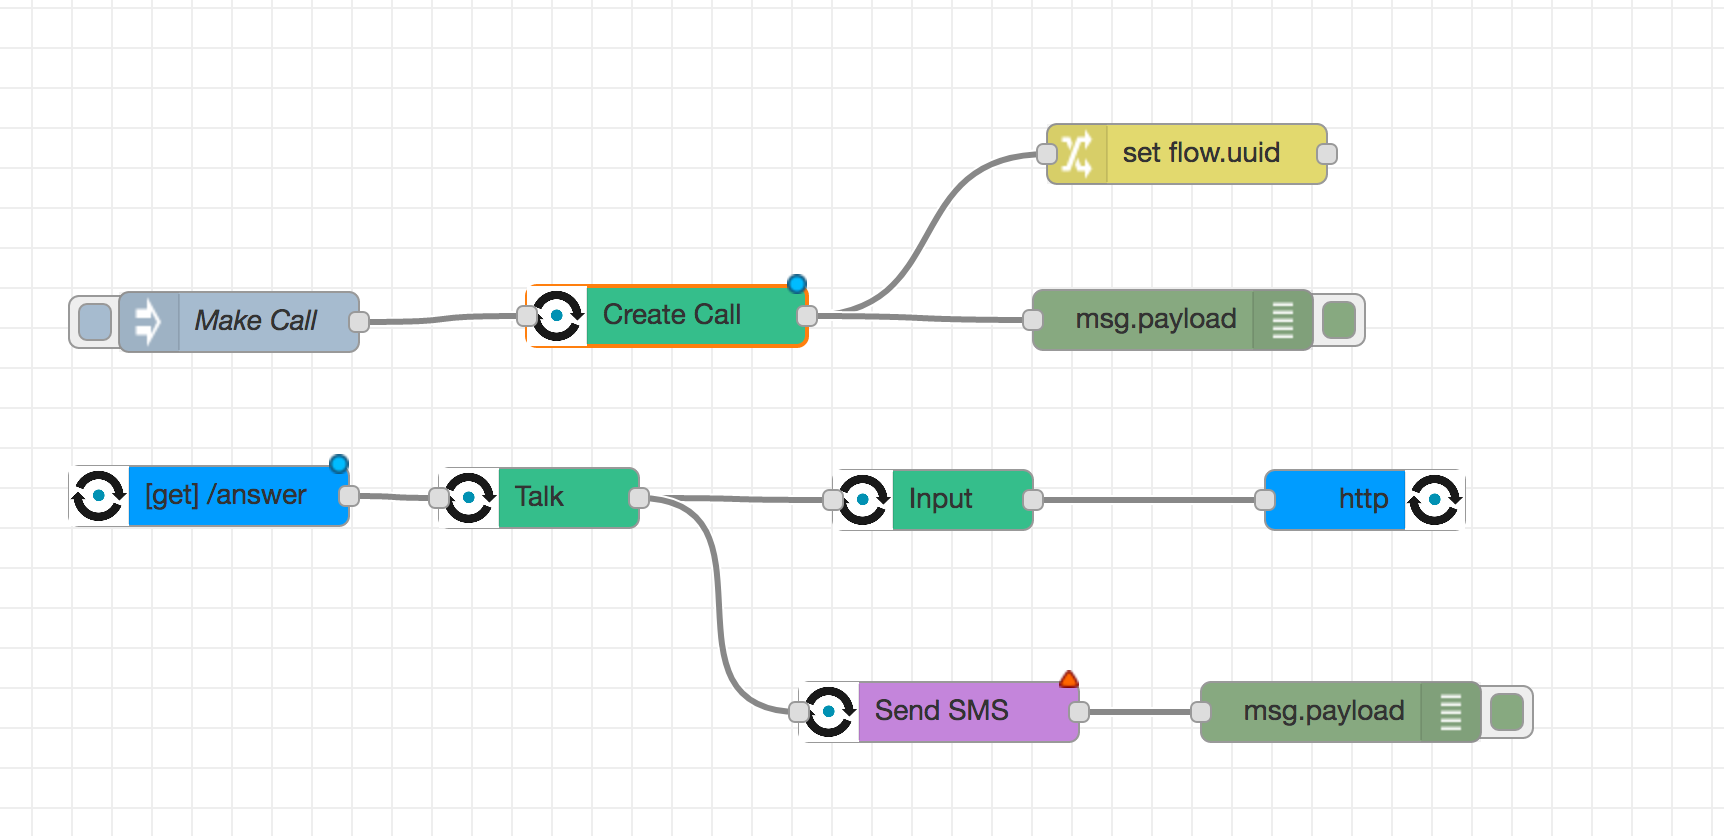 set flow.uuid
Make Call
Create Call
msg.payload
[get] /answer
Talk
Input
http
Send SMS
msg.payload